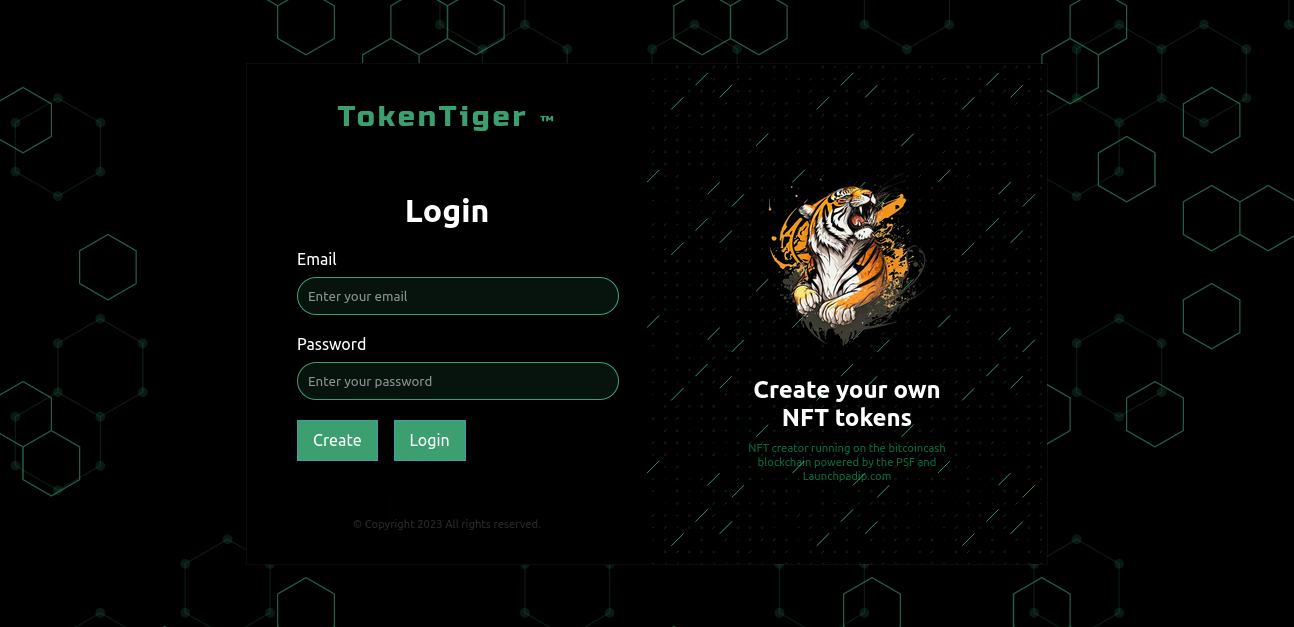 TokenTiger ™
Login
Email
Enter your email
Password
Enter your password
Create
Login
© Copyright 2023 All rights reserved.
Create your own
NFT tokens
NFT creator running on the bitcoincash
blockchain powered by the PSF and
Launchpadip.com